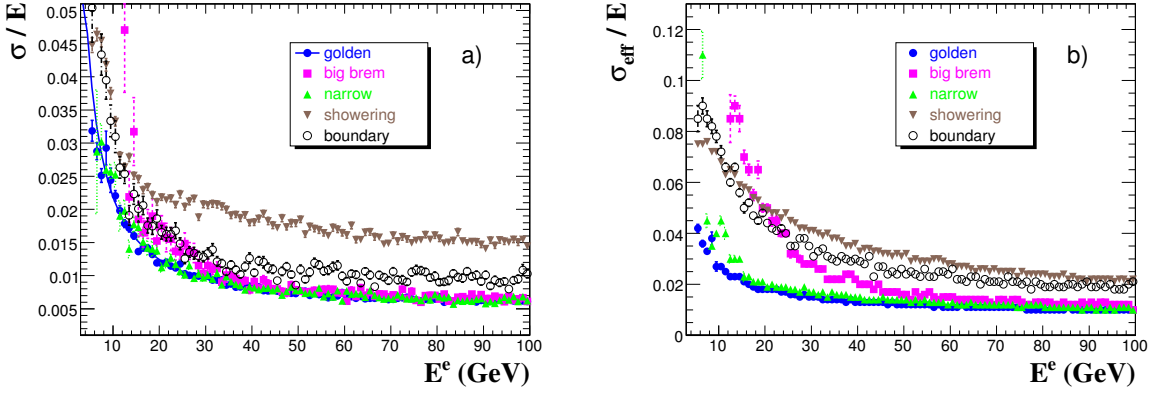 σ / E
0.05
0.045
0.04
0.035
0.03
0.025
0.02
0.015
0.01
0.005
a)
golden
big brem
narrow
showering
boundary
10 20 30 40 50 60 70 80 90 100
E^e (GeV)
σ_eff / E
0.12
0.1
0.08
0.06
0.04
0.02
0
b)
golden
big brem
narrow
showering
boundary
10 20 30 40 50 60 70 80 90 100
E^e (GeV)